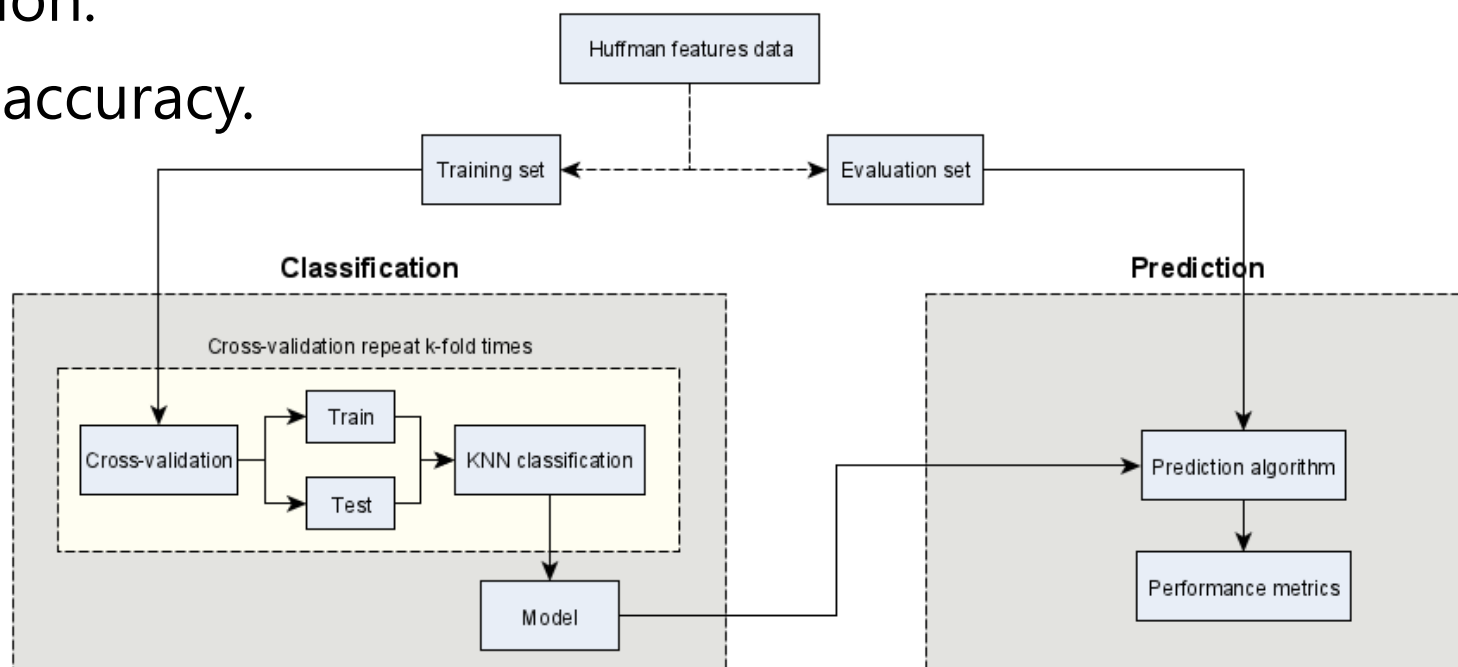 accuracy.
Huffman features data
Training set
Evaluation set
Classification
Prediction
Cross-validation repeat k-fold times
Cross-validation
Train
Test
KNN classification
Model
Prediction algorithm
Performance metrics